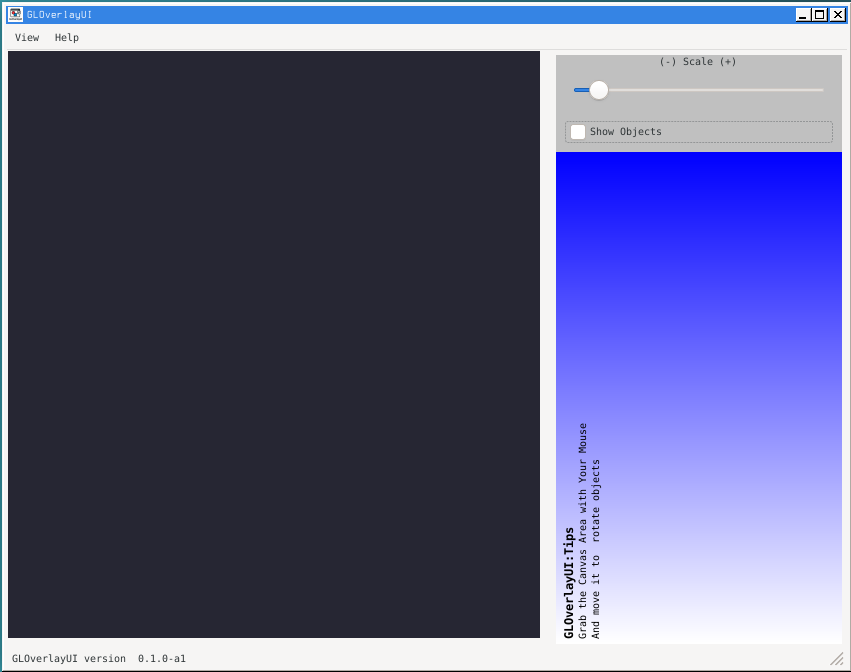 GLOverlayUI
View Help
(-) Scale (+)
Show Objects
GLOverlayUI:Tips
Grab the Canvas Area with Your Mouse
And move it to  rotate objects
GLOverlayUI version  0.1.0-a1